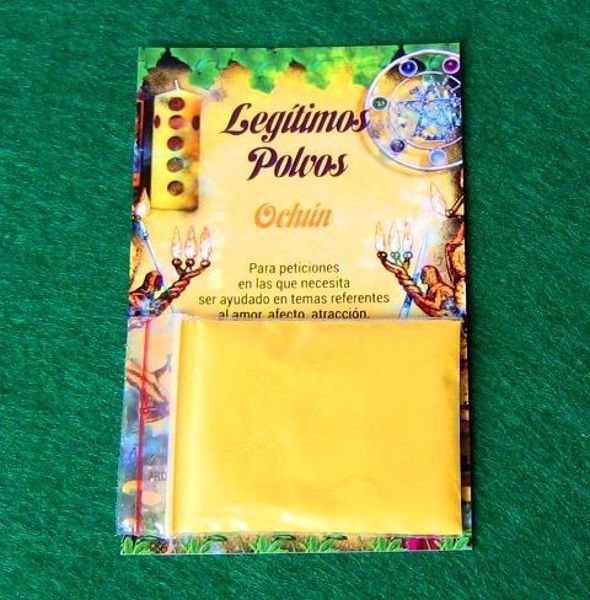 Legítimos
Polvos
Ochún
Para peticiones
en las que necesita
ser ayudado en temas referentes
al amor, afecto, atracción,